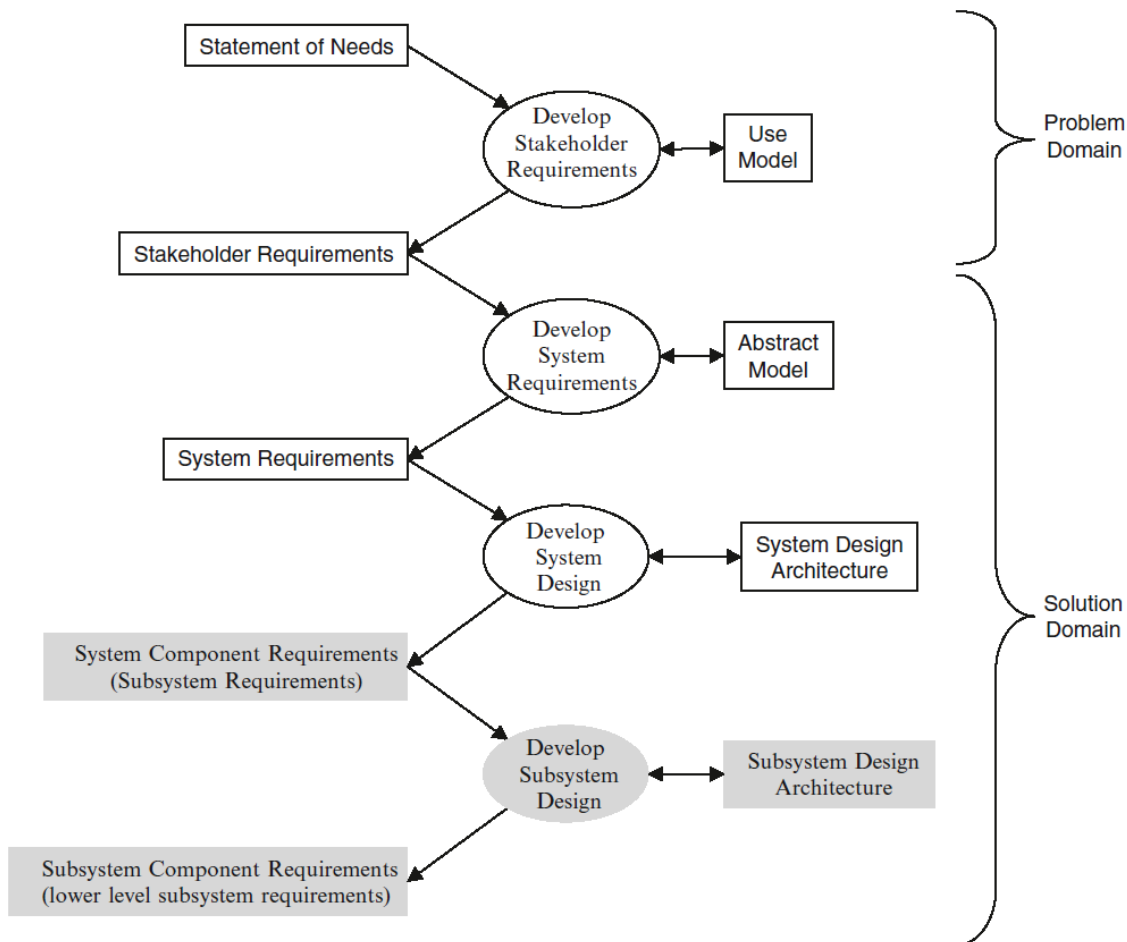 Statement of Needs
Develop
Stakeholder
Requirements
Use
Model
Problem
Domain
Stakeholder Requirements
Develop
System
Requirements
Abstract
Model
System Requirements
Develop
System
Design
System Design
Architecture
Solution
Domain
System Component Requirements
(Subsystem Requirements)
Develop
Subsystem
Design
Subsystem Design
Architecture
Subsystem Component Requirements
(lower level subsystem requirements)